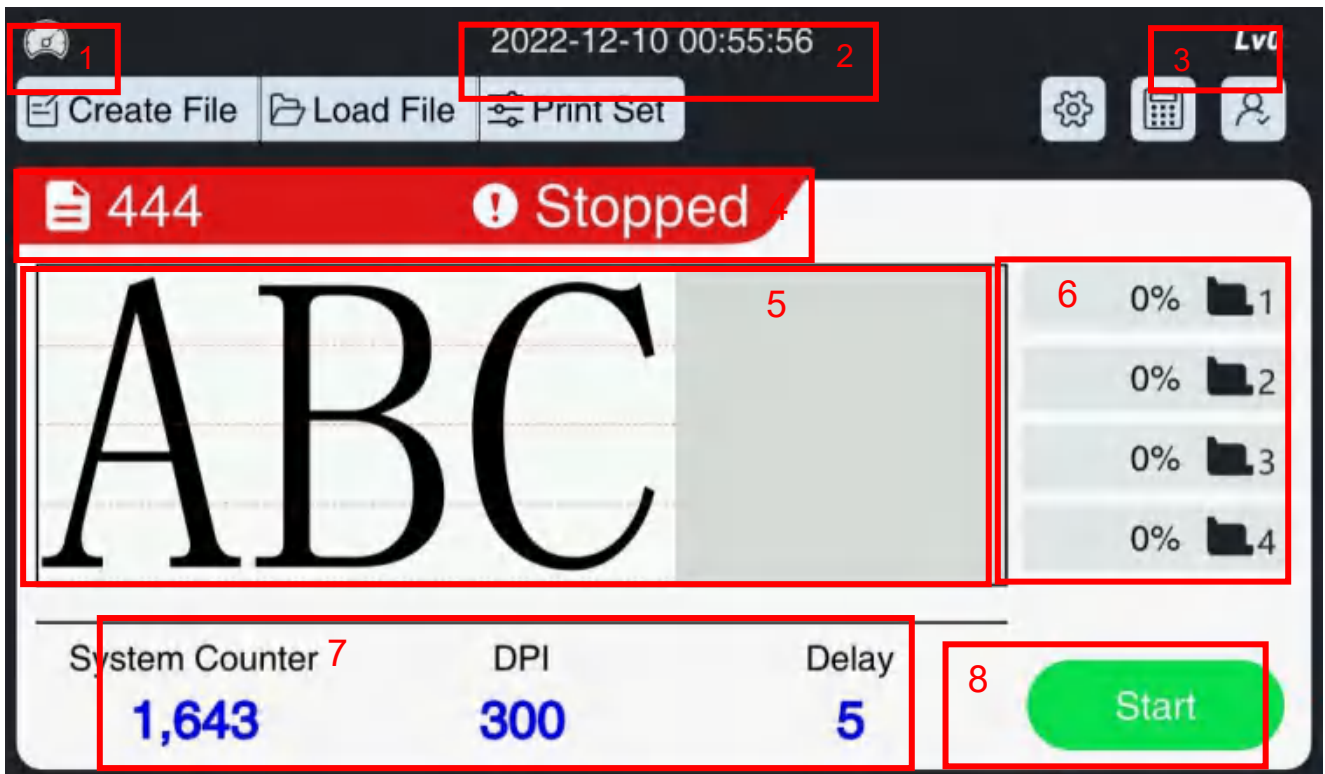 1 2022-12-10 00:55:56 2 3 Lv0
Create File Load File Print Set
444 Stopped 4
ABC
5
6 0% 1
0% 2
0% 3
0% 4
System Counter 7 DPI Delay
1,643 300 5
8 Start